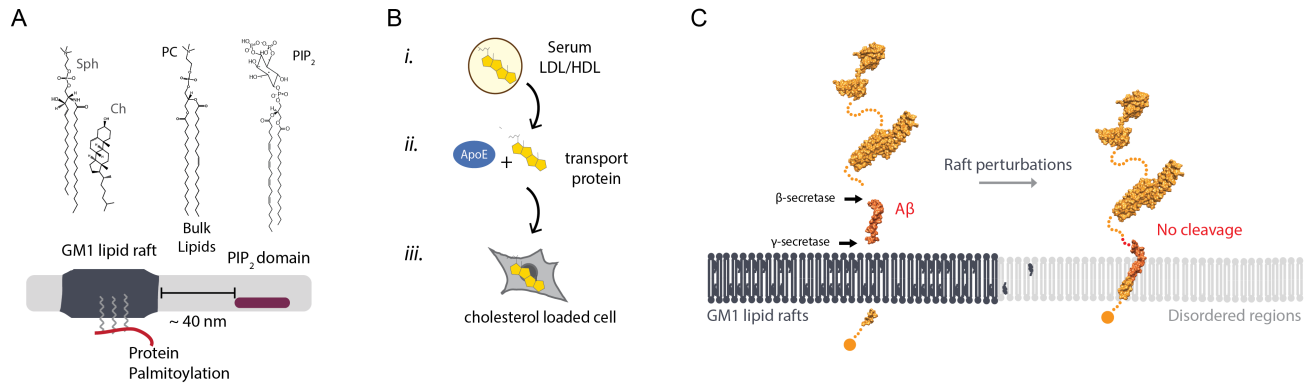 A
Sph
Ch
PC
PIP2
Bulk
Lipids
GM1 lipid raft
PIP2 domain
~ 40 nm
Protein
Palmitoylation
B
i.
Serum
LDL/HDL
ii.
ApoE
+
transport
protein
iii.
cholesterol loaded cell
C
β-secretase
Aβ
γ-secretase
Raft perturbations
No cleavage
GM1 lipid rafts
Disordered regions